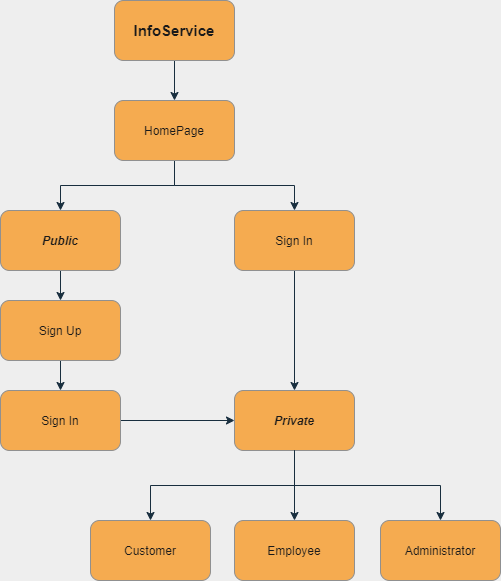 InfoService
HomePage
Public
Sign In
Sign Up
Sign In
Private
Customer
Employee
Administrator